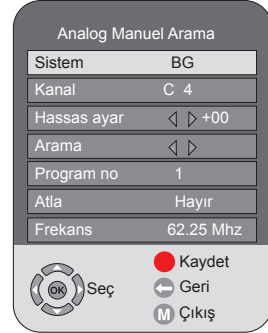 Analog Manuel Arama
Sistem BG
Kanal C 4
Hassas ayar +00
Arama
Program no 1
Atla Hayır
Frekans 62.25 Mhz
Kaydet
OK Seç Geri
M Çıkış